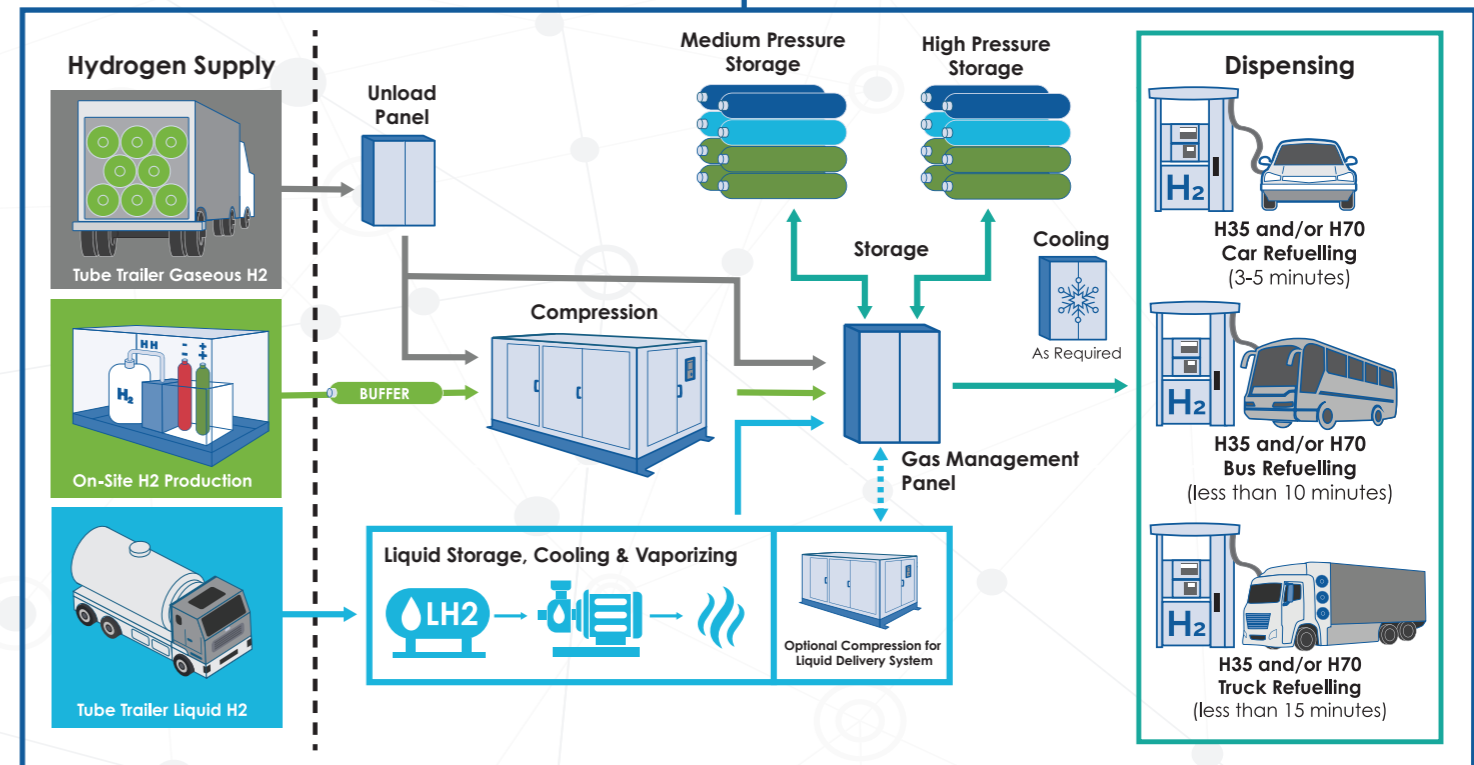 Hydrogen Supply
Tube Trailer Gaseous H2
HH
- +
- +
H2
On-Site H2 Production
Tube Trailer Liquid H2
Unload
Panel
BUFFER
Compression
Medium Pressure
Storage
High Pressure
Storage
Storage
Cooling
As Required
Gas Management
Panel
Liquid Storage, Cooling & Vaporizing
LH2
Optional Compression for
Liquid Delivery System
Dispensing
H2
H35 and/or H70
Car Refuelling
(3-5 minutes)
H2
H35 and/or H70
Bus Refuelling
(less than 10 minutes)
H2
H35 and/or H70
Truck Refuelling
(less than 15 minutes)